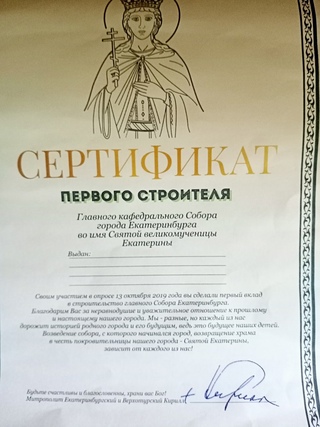 СЕРТИФИКАТ
ПЕРВОГО СТРОИТЕЛЯ
Главного кафедрального Собора
города Екатеринбурга
во имя Святой великомученицы
Екатерины
Выдан:
Своим участием в опросе 13 октября 2019 года вы сделали первый вклад
в строительство главного Собора Екатеринбурга.
Благодарим Вас за неравнодушие и уважительное отношение к прошлому
и настоящему нашего города. Мы - разные, но каждый из нас
дорожит историей родного города и его будущим, ведь это будущее наших детей.
Возведение собора, с которого начинался город, возвращение храма
в честь покровительницы нашего города - Святой Екатерины,
зависит от каждого из нас!
Будьте счастливы и благословенны, храни вас Бог!
Митрополит Екатеринбургский и Верхотурский Кирилл